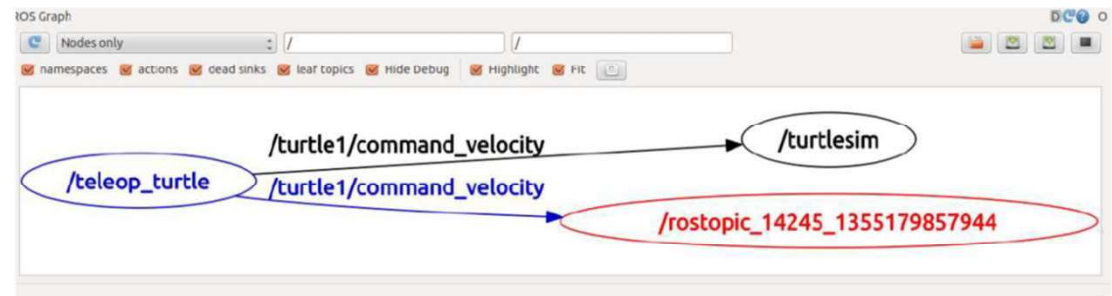 ROS Graph
D C ? O
Nodes only / /
namespaces actions dead sinks leaf topics Hide Debug Highlight Fit
/turtle1/command_velocity
/turtlesim
/teleop_turtle
/turtle1/command_velocity
/rostopic_14245_1355179857944